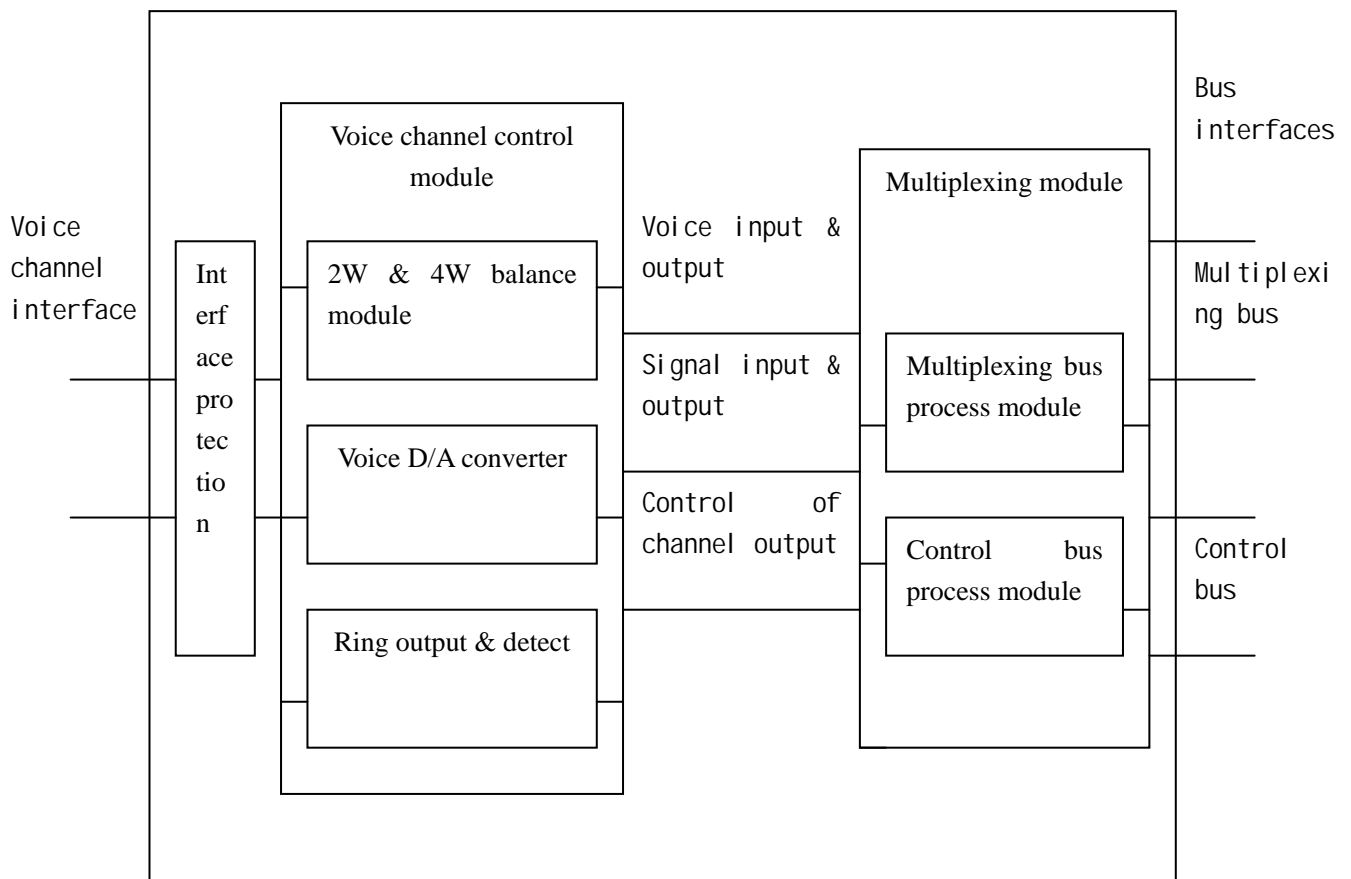 Voice
channel
interface
Int
erf
ace
pro
tec
tio
n
Voice channel control
module
2W & 4W balance
module
Voice D/A converter
Ring output & detect
Voice input &
output
Signal input &
output
Control of
channel output
Multiplexing module
Multiplexing bus
process module
Control bus
process module
Bus
interfaces
Multiplexi
ng bus
Control
bus